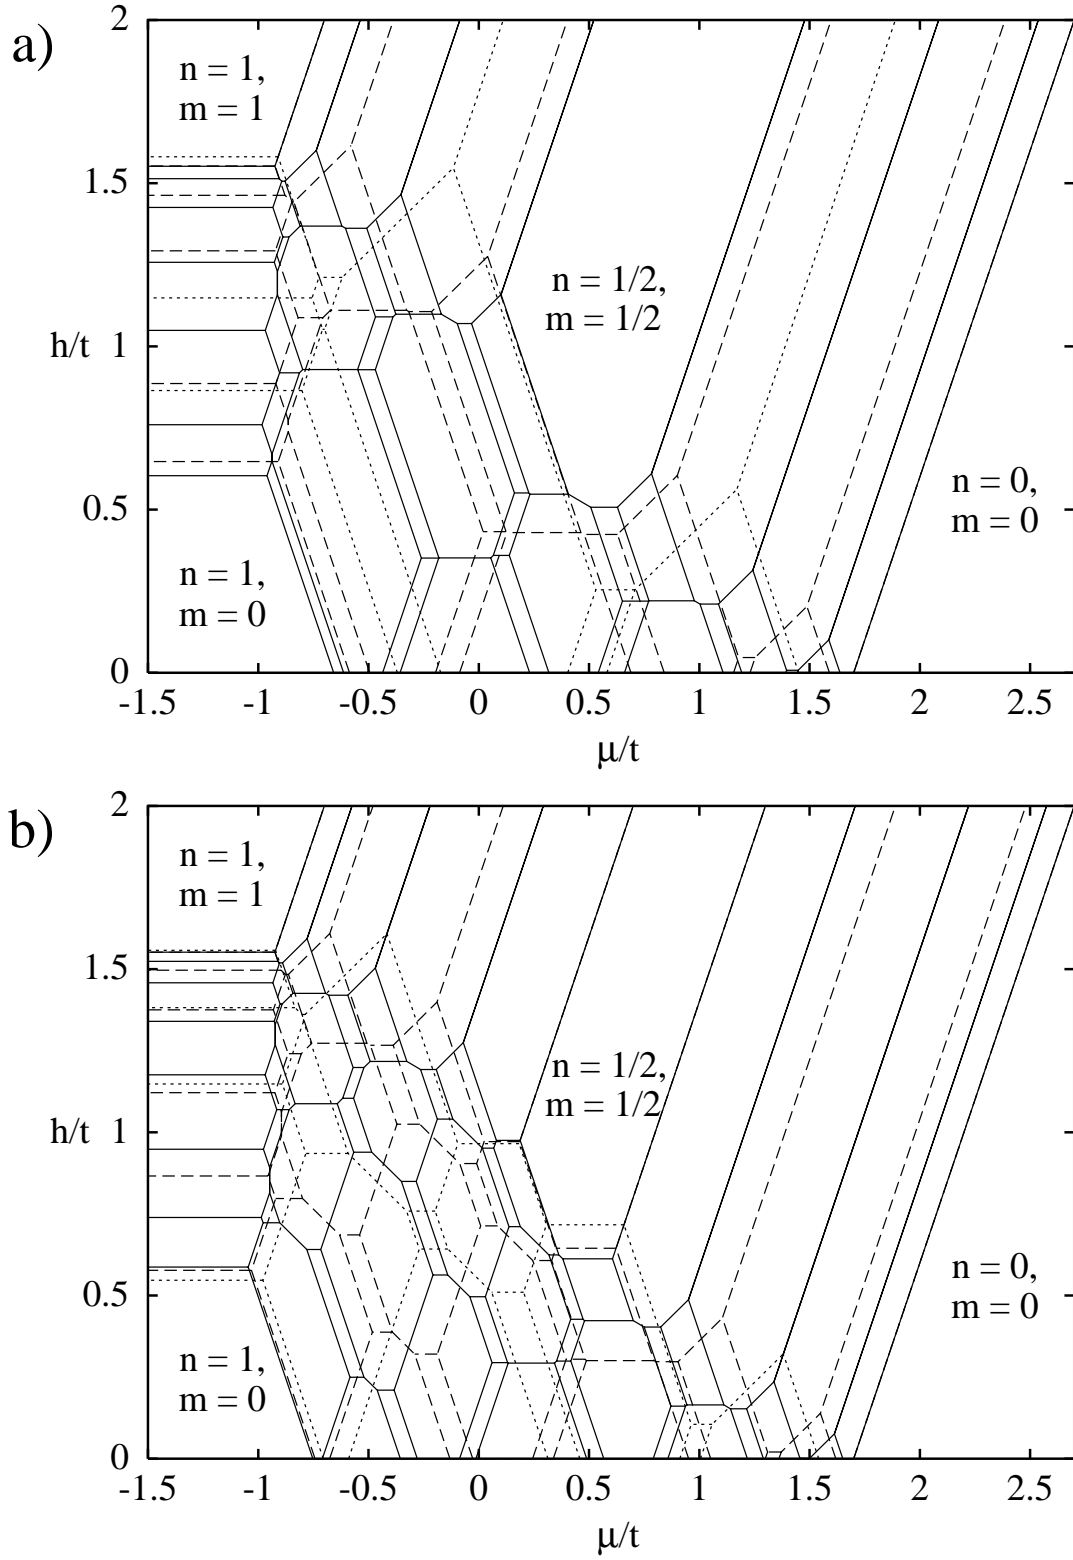 a)
2
n = 1,
m = 1
1.5
n = 1/2,
m = 1/2
h/t 1
n = 0,
m = 0
0.5
n = 1,
m = 0
0
-1.5 -1 -0.5 0 0.5 1 1.5 2 2.5
μ/t
b)
2
n = 1,
m = 1
1.5
n = 1/2,
m = 1/2
h/t 1
n = 0,
m = 0
0.5
n = 1,
m = 0
0
-1.5 -1 -0.5 0 0.5 1 1.5 2 2.5
μ/t